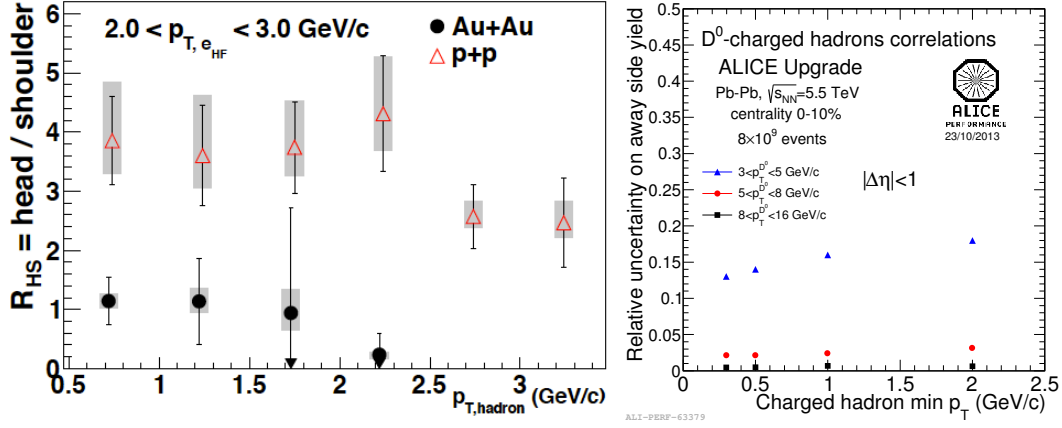 2.0 < p_T, e_HF < 3.0 GeV/c
Au+Au
p+p
R_HS = head / shoulder
6
5
4
3
2
1
0
0.5 1 1.5 2 2.5 3
p_T,hadron (GeV/c)
D^0-charged hadrons correlations
ALICE Upgrade
Pb-Pb, √s_NN=5.5 TeV
centrality 0-10%
8×10^9 events
ALICE
PERFORMANCE
23/10/2013
3<p_T^D^0<5 GeV/c
5<p_T^D^0<8 GeV/c
8<p_T^D^0<16 GeV/c
|Δη|<1
Relative uncertainty on away side yield
0.5
0.45
0.4
0.35
0.3
0.25
0.2
0.15
0.1
0.05
0
0 0.5 1 1.5 2 2.5
Charged hadron min p_T (GeV/c)
ALI-PERF-63379